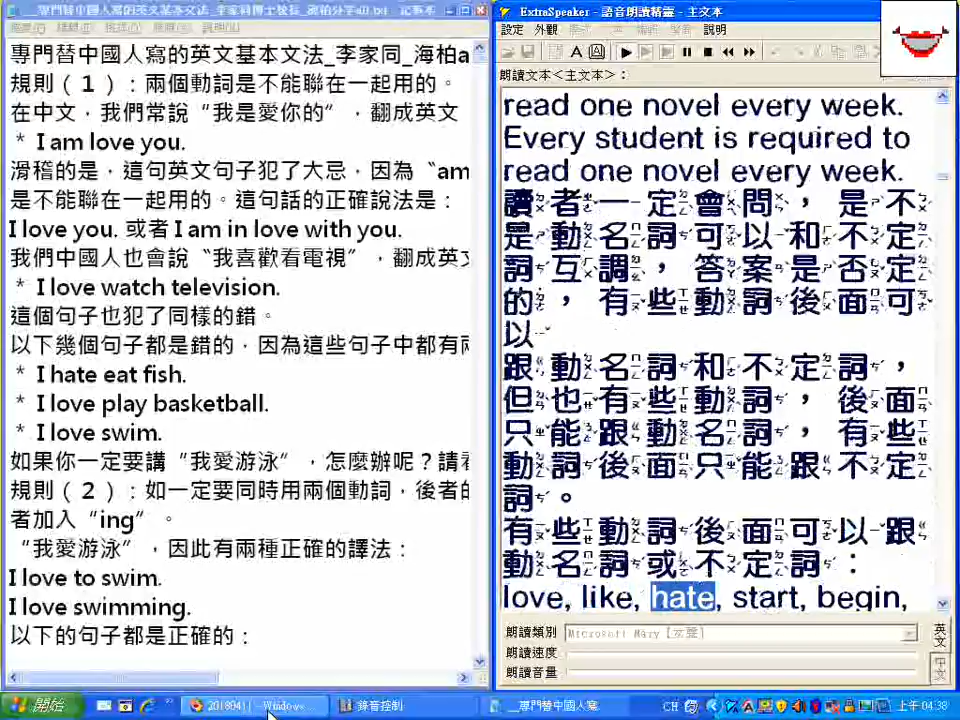 專門替中國人寫的英文基本文法_李家同_海柏a
規則（1）：兩個動詞是不能聯在一起用的。
在中文，我們常說“我是愛你的”，翻成英文
* I am love you.
滑稽的是，這句英文句子犯了大忌，因為“am
是不能聯在一起用的。這句話的正確說法是：
I love you. 或者 I am in love with you.
我們中國人也會說“我喜歡看電視”，翻成英文
* I love watch television.
這個句子也犯了同樣的錯。
以下幾個句子都是錯的，因為這些句子中都有兩
* I hate eat fish.
* I love play basketball.
* I love swim.
如果你一定要講“我愛游泳”，怎麼辦呢？請看
規則（2）：如一定要同時用兩個動詞，後者的
者加入“ing”。
“我愛游泳”，因此有兩種正確的譯法：
I love to swim.
I love swimming.
以下的句子都是正確的：
ExtraSpeaker - 語音朗讀精靈 - 主文本
設定 外觀 說明
朗讀文本<主文本>：
read one novel every week.
Every student is required to
read one novel every week.
讀者一定會問，是不
是動名詞可以和不定
詞互調，答案是否定
的，有些動詞後面可
以
跟動名詞和不定詞，
但也有些動詞，後面
只能跟動名詞，有些
動詞後面只能跟不定
詞。
有些動詞後面可以跟
動名詞或不定詞：
love, like, hate, start, begin,
朗讀類別 Microsoft Mary【英聲】
朗讀速度
朗讀音量
英文
中文
開始
錄音控制
__專門替中國人寫
CH
上午 04:38